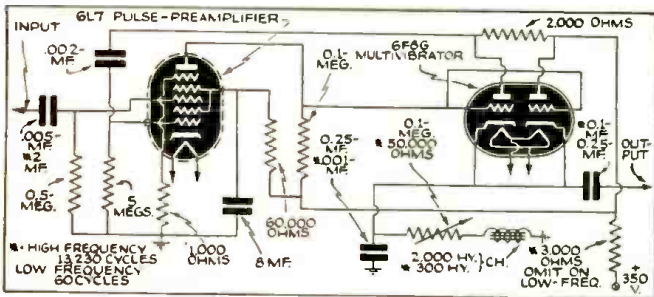 6L7 PULSE-PREAMPLIFIER
INPUT
.002-
MF.
.005-
MF.
*2
MF.
0.5-
MEG.
5
MEGS.
1,000
OHMS
8 MF.
60,000
OHMS
0.1-
MEG.
6F8G
MULTIVIBRATOR
2,000 OHMS
0.25-
MF.
*.001-
MF.
0.1-
MEG.
*50,000
OHMS
*0.1-
MF.
0.25-
MF.
OUT-
PUT
2,000 HY.
*300 HY.
} CH.
*3,000
OHMS
OMIT ON
LOW-FREQ.
+
350
V.
*- HIGH FREQUENCY
13,230 CYCLES
LOW FREQUENCY
60 CYCLES